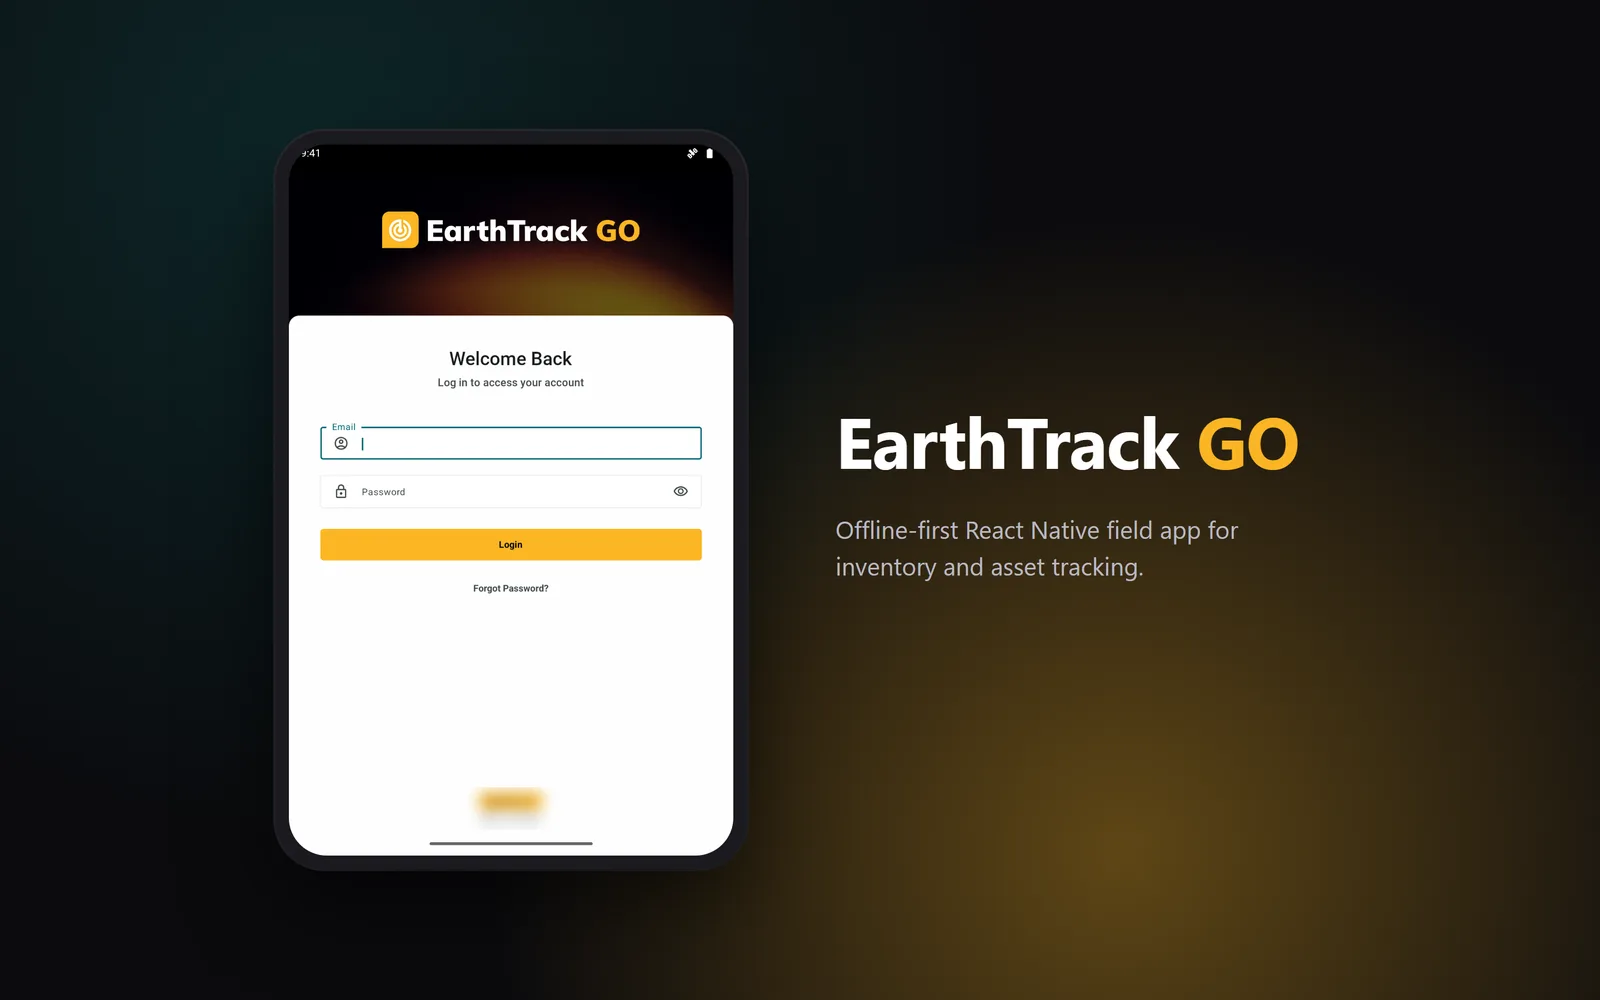 9:41
EarthTrack GO
Welcome Back
Log in to access your account
Email
Password
Login
Forgot Password?
EarthTrack GO
Offline-first React Native field app for
inventory and asset tracking.